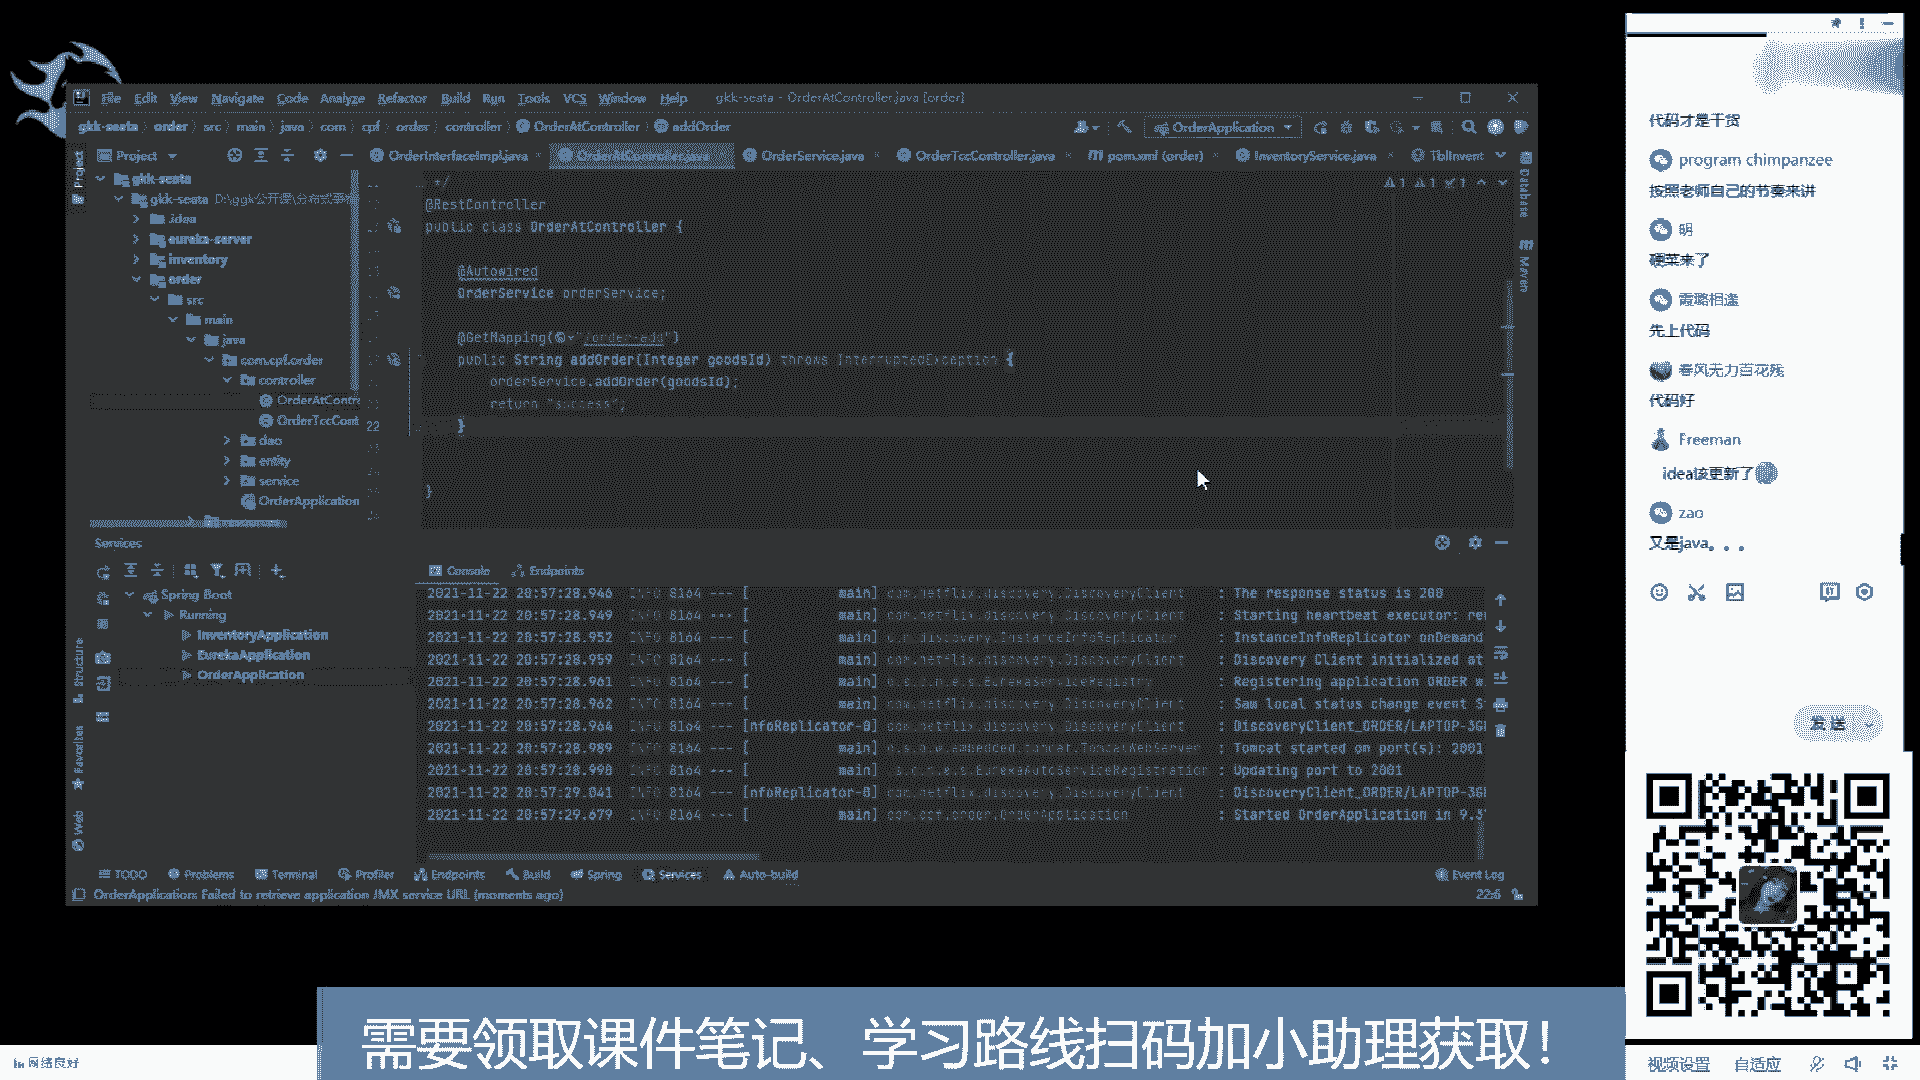 File Edit View Navigate Code Analyze Refactor Build Run Tools VCS Window Help gkk-seata - OrderAtController.java [order]
gkk-seata order src main java com cpf order controller OrderAtController addOrder
OrderApplication
Project
OrderInterfaceImpl.java OrderAtController.java OrderService.java OrderTccController.java pom.xml (order) InventoryService.java TblInvent
gkk-seata
gkk-seata
.idea
eureka-server
inventory
order
src
main
java
com.cpf.order
controller
OrderAtContr
OrderTccCont
dao
entity
service
OrderApplication
resources
*/
@RestController
public class OrderAtController {
@Autowired
OrderService orderService;
@GetMapping("/order-add")
public String addOrder(Integer goodsId) throws InterruptedException {
orderService.addOrder(goodsId);
return "success";
22 }
}
1 1 1
Project
Database
Maven
Structure
Favorites
Web
Services
Spring Boot
Running
InventoryApplication
EurekaApplication
OrderApplication
Console Endpoints
2021-11-22 20:57:28.946 INFO 8164 --- [ main] com.netflix.discovery.DiscoveryClient : The response status is 200
2021-11-22 20:57:28.949 INFO 8164 --- [ main] com.netflix.discovery.DiscoveryClient : Starting heartbeat executor:
2021-11-22 20:57:28.952 INFO 8164 --- [ main] c.n.discovery.InstanceInfoReplicator : InstanceInfoReplicator onDemand
2021-11-22 20:57:28.959 INFO 8164 --- [ main] com.netflix.discovery.DiscoveryClient : Discovery Client initialized at
2021-11-22 20:57:28.961 INFO 8164 --- [ main] o.s.c.n.e.s.EurekaServiceRegistry : Registering application ORDER w
2021-11-22 20:57:28.962 INFO 8164 --- [ main] com.netflix.discovery.DiscoveryClient : Saw local status change event S
2021-11-22 20:57:28.964 INFO 8164 --- [nfoReplicator-0] com.netflix.discovery.DiscoveryClient : DiscoveryClient_ORDER/LAPTOP-3G
2021-11-22 20:57:28.989 INFO 8164 --- [ main] o.s.b.w.embedded.tomcat.TomcatWebServer : Tomcat started on port(s): 2001
2021-11-22 20:57:28.990 INFO 8164 --- [ main] .s.c.n.e.s.EurekaAutoServiceRegistration : Updating port to 2001
2021-11-22 20:57:29.041 INFO 8164 --- [nfoReplicator-0] com.netflix.discovery.DiscoveryClient : DiscoveryClient_ORDER/LAPTOP-3G
2021-11-22 20:57:29.679 INFO 8164 --- [ main] com.cpf.order.OrderApplication : Started OrderApplication in 9.5
TODO Problems Terminal Profiler Endpoints Build Spring Services Auto-build Event Log
OrderApplication: Failed to retrieve application JMX service URL (moments ago) 22:6
代码才是干货
program chimpanzee
按照老师自己的节奏来讲
明
硬菜来了
霞璐相逢
先上代码
春风无力百花残
代码好
Freeman
idea该更新了
zao
又是java。。。
发送
需要领取课件笔记、学习路线扫码加小助理获取！
网络良好
视频设置 自适应